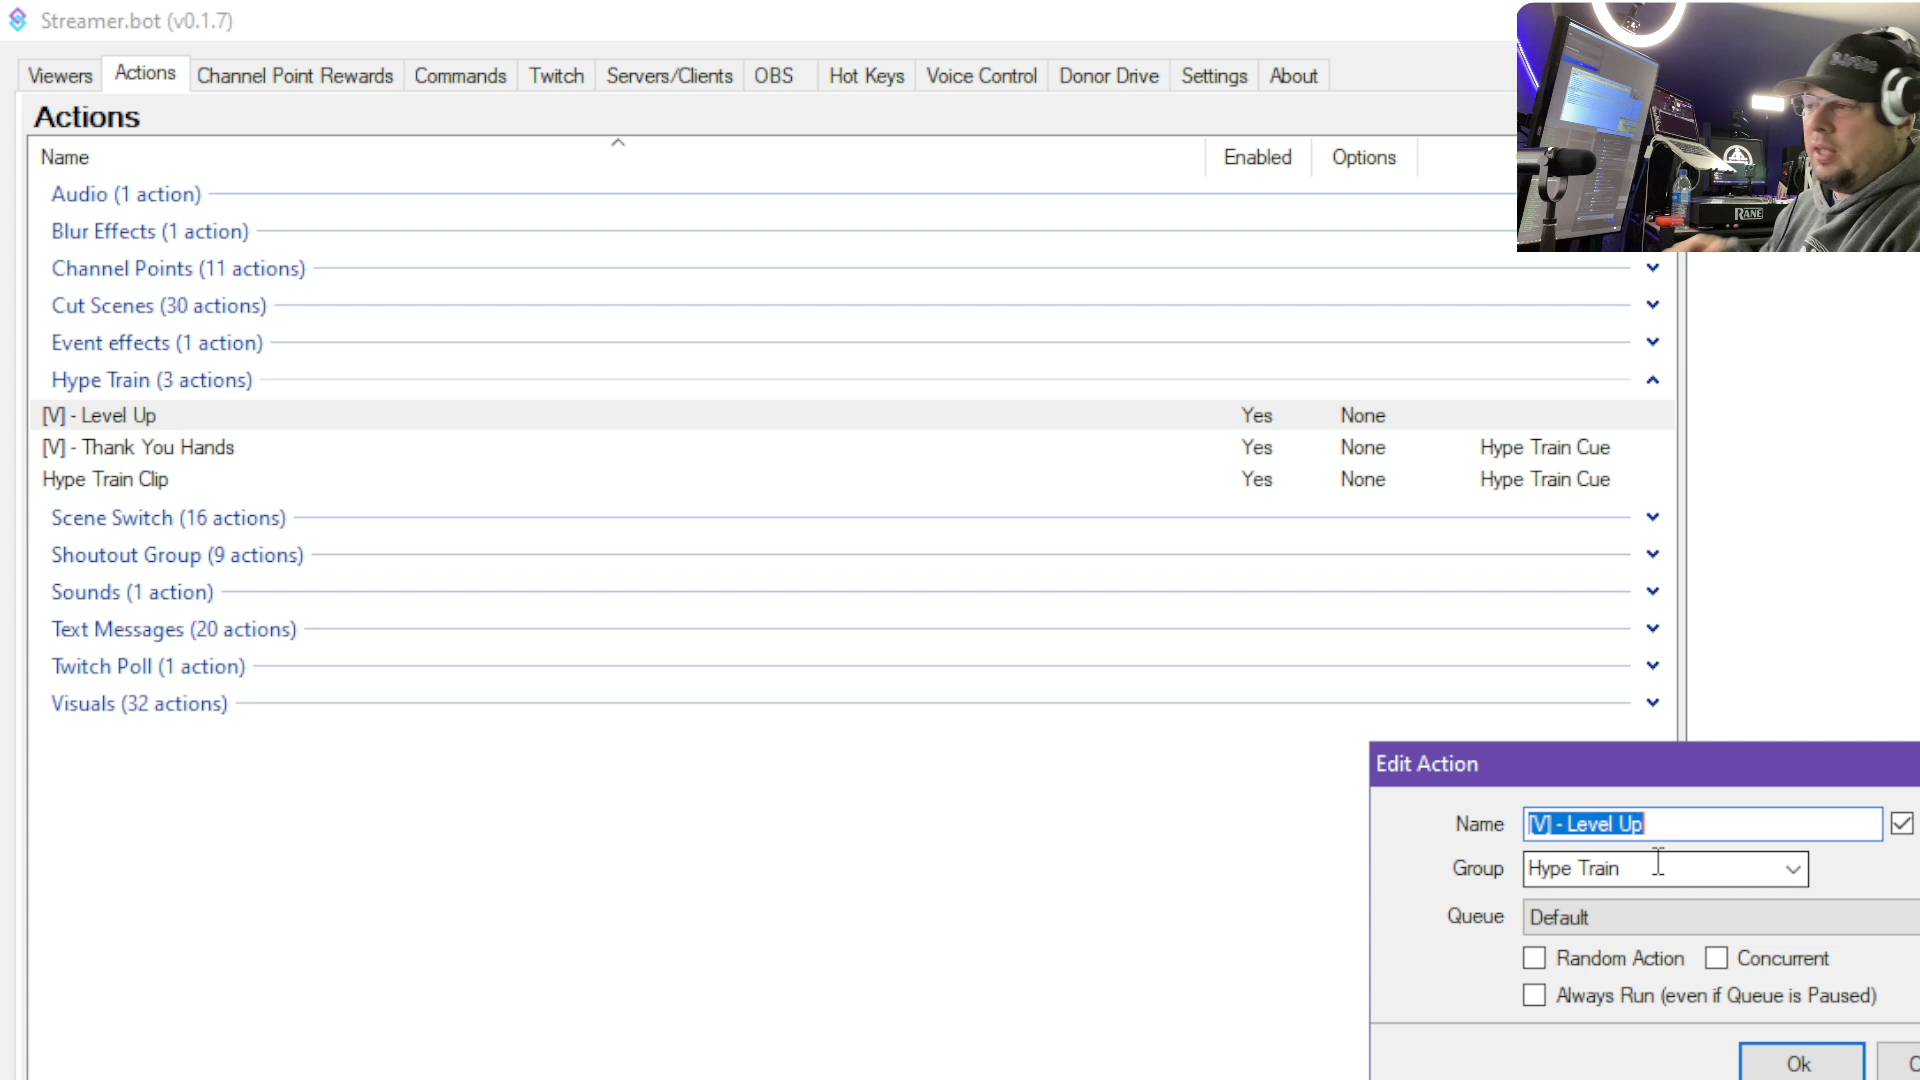 Streamer.bot (v0.1.7)
Viewers Actions Channel Point Rewards Commands Twitch Servers/Clients OBS Hot Keys Voice Control Donor Drive Settings About
Actions
Name Enabled Options
Audio (1 action)
Blur Effects (1 action)
Channel Points (11 actions)
Cut Scenes (30 actions)
Event effects (1 action)
Hype Train (3 actions)
[V] - Level Up Yes None
[V] - Thank You Hands Yes None Hype Train Cue
Hype Train Clip Yes None Hype Train Cue
Scene Switch (16 actions)
Shoutout Group (9 actions)
Sounds (1 action)
Text Messages (20 actions)
Twitch Poll (1 action)
Visuals (32 actions)
RANE
Edit Action
Name [V] - Level Up
Group Hype Train
Queue Default
Random Action Concurrent
Always Run (even if Queue is Paused)
Ok